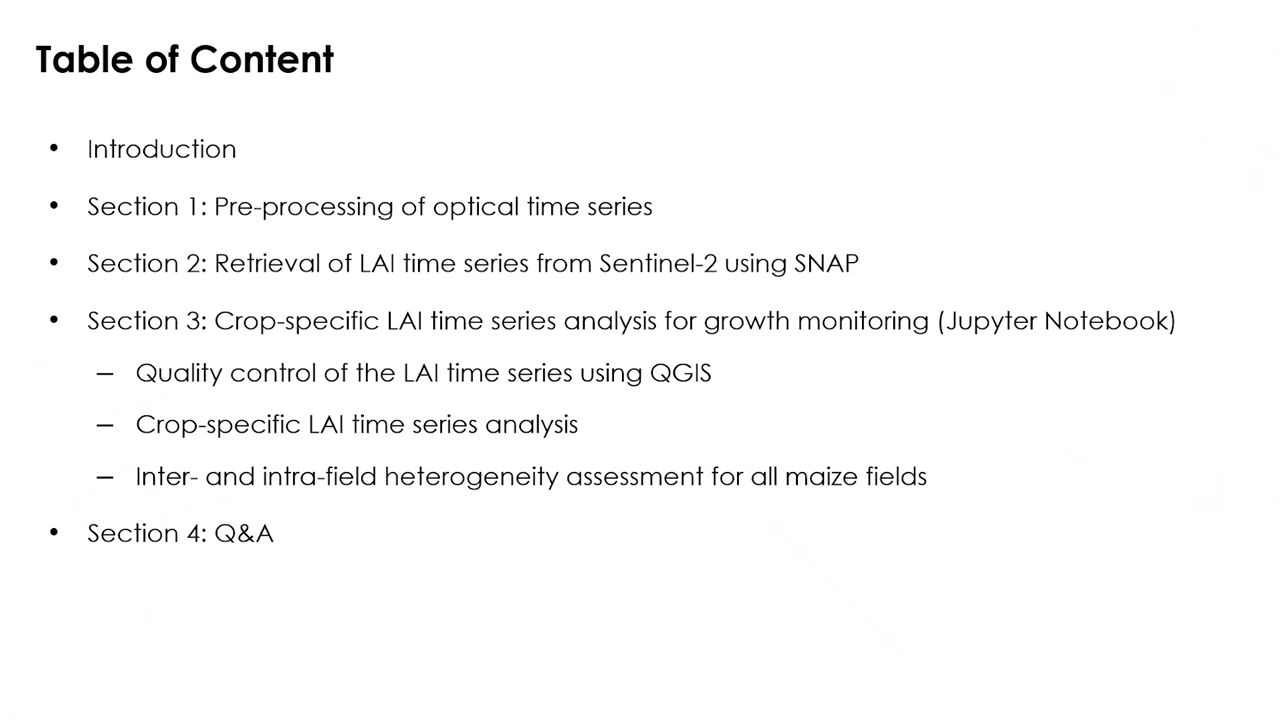 Table of Content
• Introduction
• Section 1: Pre-processing of optical time series
• Section 2: Retrieval of LAI time series from Sentinel-2 using SNAP
• Section 3: Crop-specific LAI time series analysis for growth monitoring (Jupyter Notebook)
– Quality control of the LAI time series using QGIS
– Crop-specific LAI time series analysis
– Inter- and intra-field heterogeneity assessment for all maize fields
• Section 4: Q&A